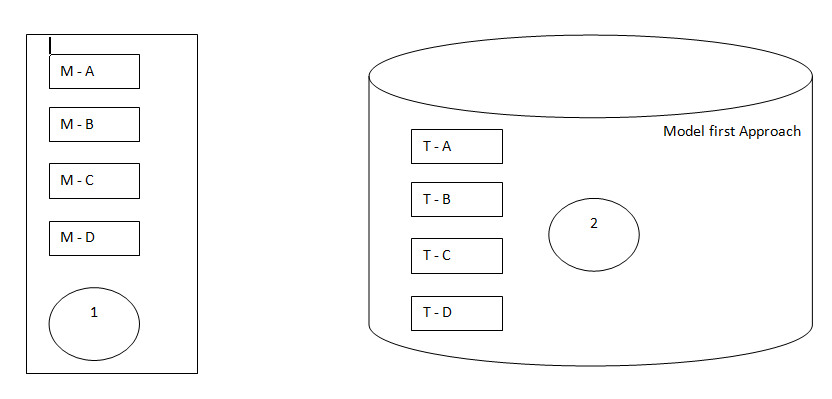 M - A
M - B
M - C
M - D
1
Model first Approach
T - A
T - B
2
T - C
T - D